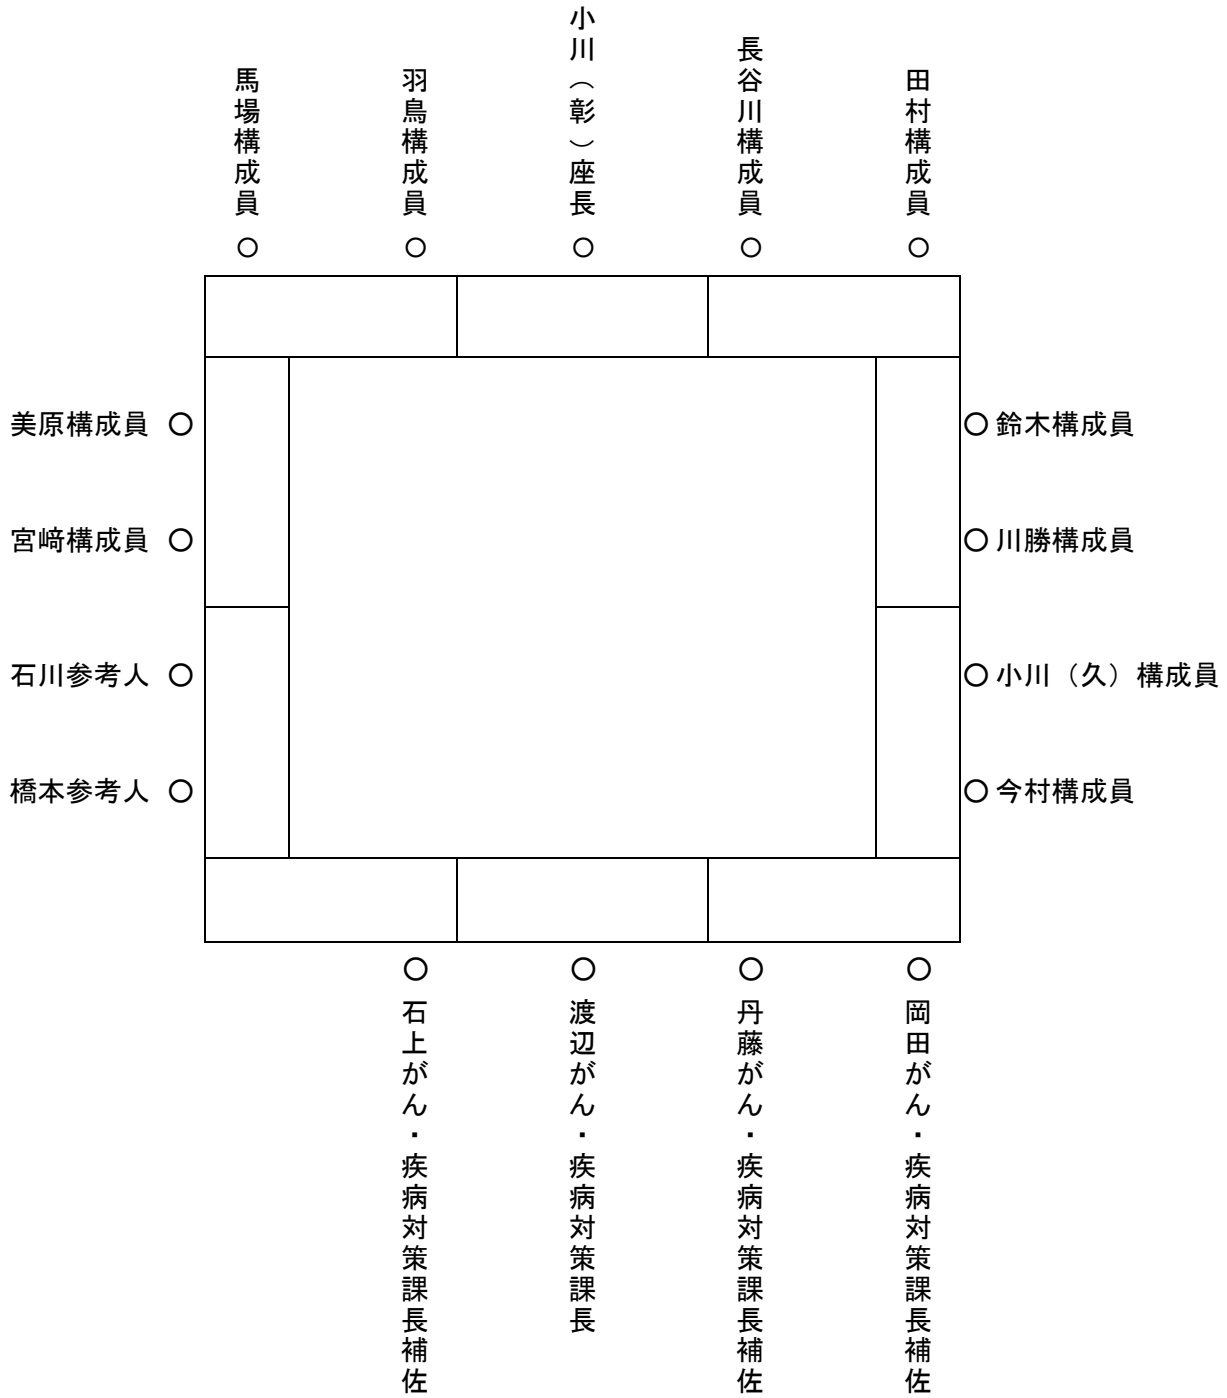 馬場構成員
羽鳥構成員
小川（彰）座長
長谷川構成員
田村構成員
美原構成員
鈴木構成員
宮﨑構成員
川勝構成員
石川参考人
小川（久）構成員
橋本参考人
今村構成員
石上がん・疾病対策課長補佐
渡辺がん・疾病対策課長
丹藤がん・疾病対策課長補佐
岡田がん・疾病対策課長補佐